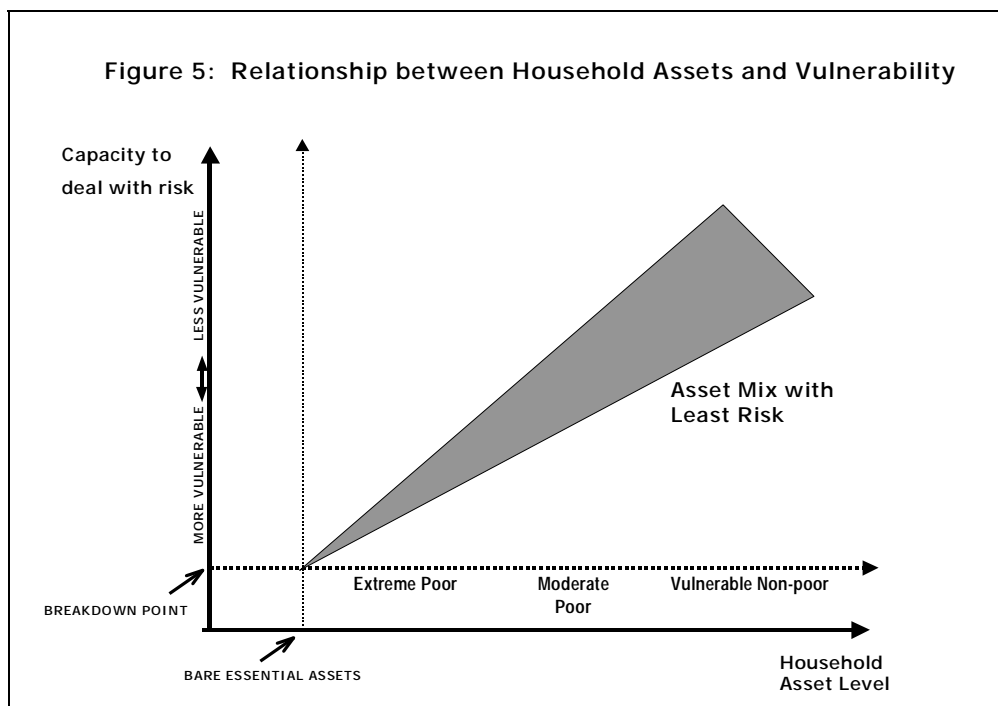 Figure 5: Relationship between Household Assets and Vulnerability
Capacity to
deal with risk
LESS VULNERABLE
MORE VULNERABLE
Asset Mix with
Least Risk
Extreme Poor
Moderate
Poor
Vulnerable Non-poor
BREAKDOWN POINT
BARE ESSENTIAL ASSETS
Household
Asset Level